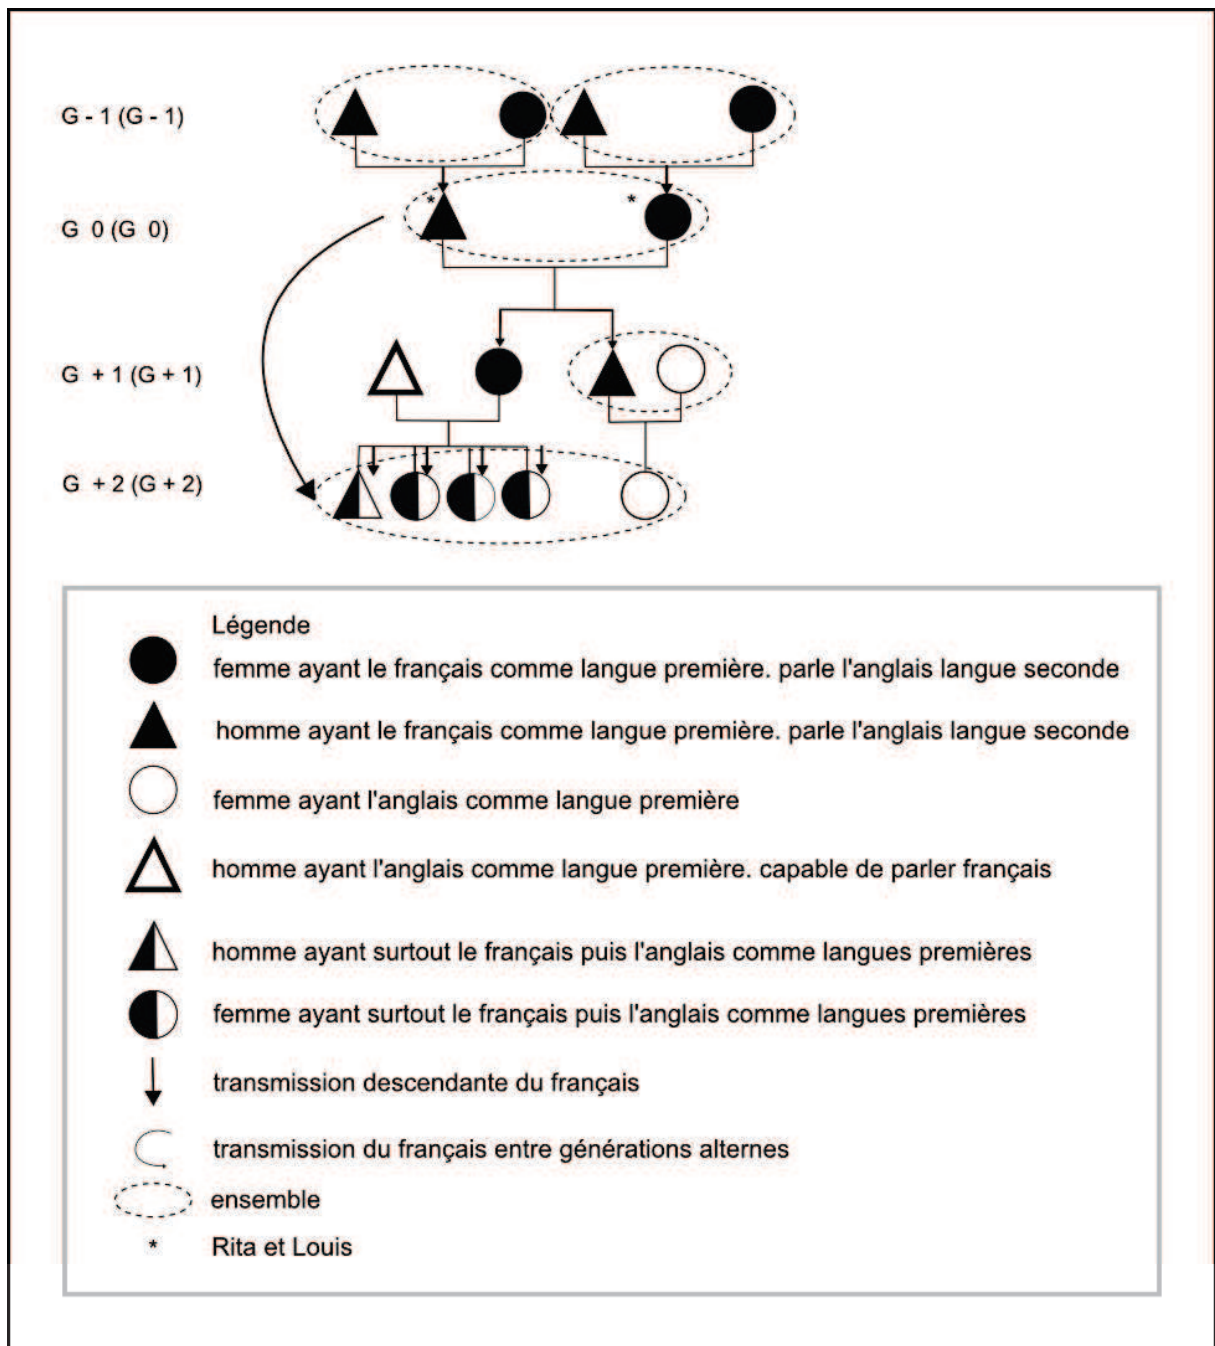 G - 1 (G - 1)
* *
G 0 (G 0)
G + 1 (G + 1)
G + 2 (G + 2)
Légende
femme ayant le français comme langue première. parle l'anglais langue seconde
homme ayant le français comme langue première. parle l'anglais langue seconde
femme ayant l'anglais comme langue première
homme ayant l'anglais comme langue première. capable de parler français
homme ayant surtout le français puis l'anglais comme langues premières
femme ayant surtout le français puis l'anglais comme langues premières
transmission descendante du français
transmission du français entre générations alternes
ensemble
* Rita et Louis